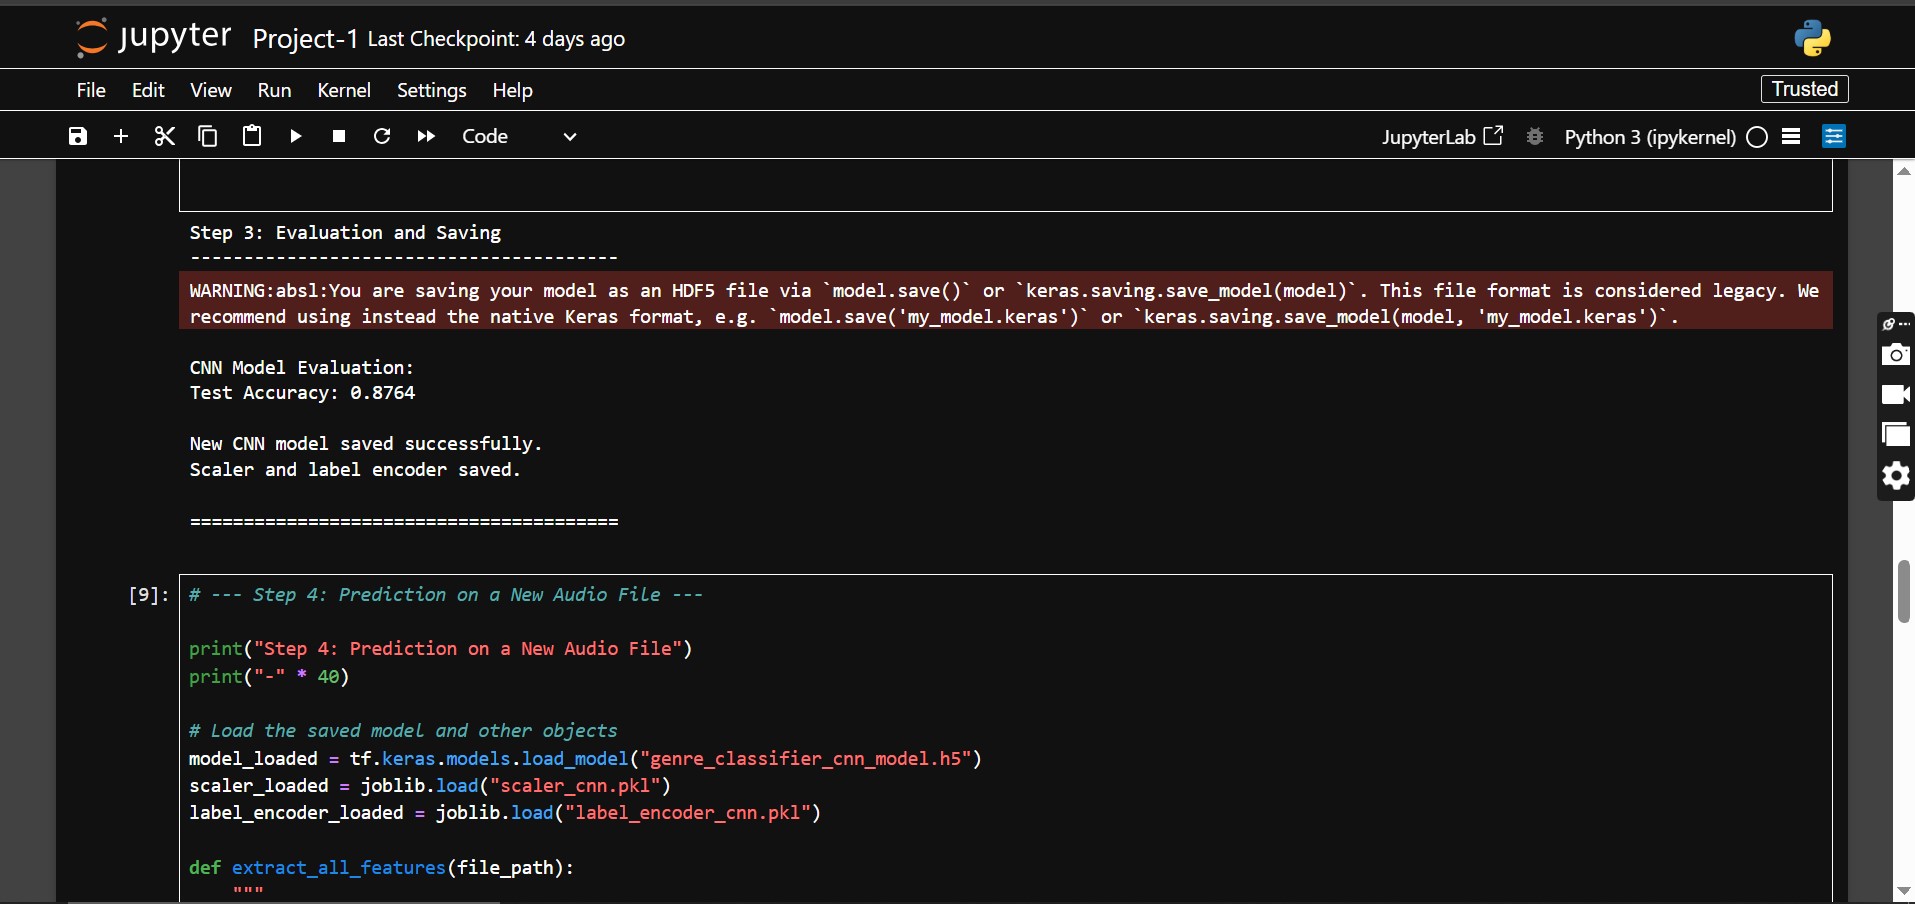 jupyter Project-1 Last Checkpoint: 4 days ago
File Edit View Run Kernel Settings Help Trusted
Code JupyterLab Python 3 (ipykernel)
Step 3: Evaluation and Saving
----------------------------------------
WARNING:absl:You are saving your model as an HDF5 file via `model.save()` or `keras.saving.save_model(model)`. This file format is considered legacy. We
recommend using instead the native Keras format, e.g. `model.save('my_model.keras')` or `keras.saving.save_model(model, 'my_model.keras')`.
CNN Model Evaluation:
Test Accuracy: 0.8764
New CNN model saved successfully.
Scaler and label encoder saved.
========================================
[9]: # --- Step 4: Prediction on a New Audio File ---
print("Step 4: Prediction on a New Audio File")
print("-" * 40)
# Load the saved model and other objects
model_loaded = tf.keras.models.load_model("genre_classifier_cnn_model.h5")
scaler_loaded = joblib.load("scaler_cnn.pkl")
label_encoder_loaded = joblib.load("label_encoder_cnn.pkl")
def extract_all_features(file_path):
"""